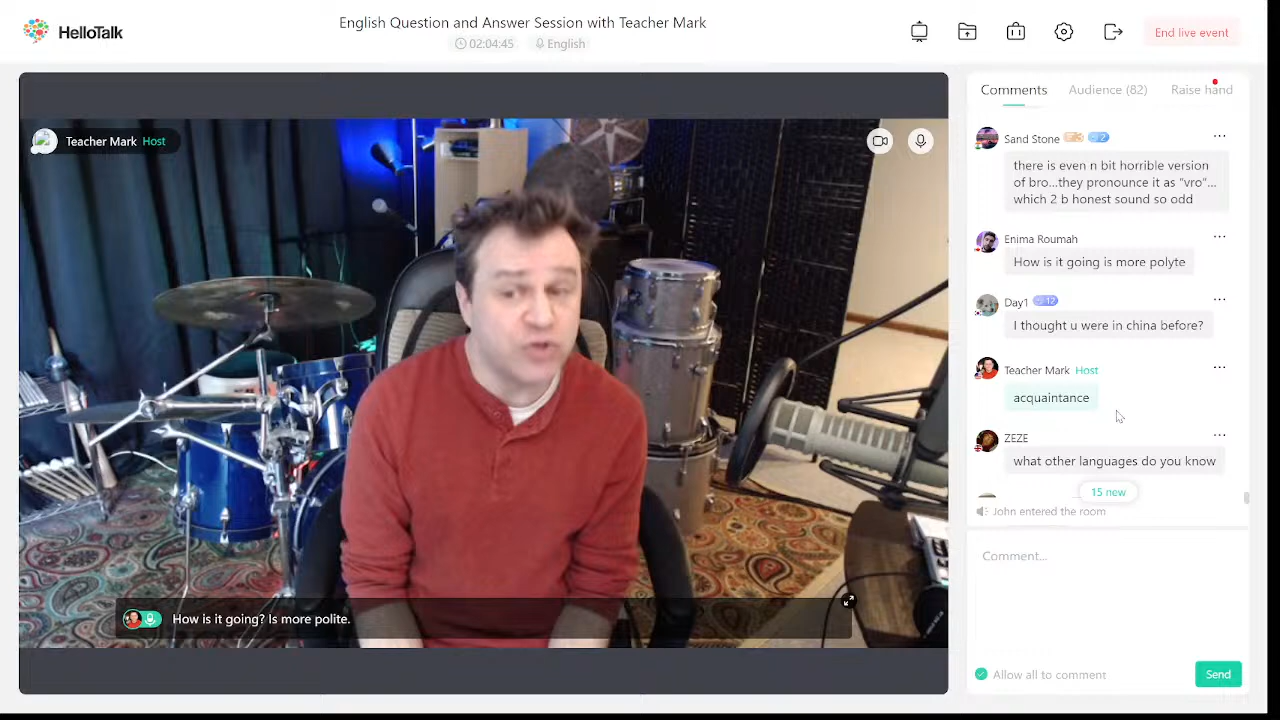 HelloTalk
English Question and Answer Session with Teacher Mark
02:04:45 English
End live event
Teacher Mark Host
How is it going? Is more polite.
Comments Audience (82) Raise hand
Sand Stone 2
there is even n bit horrible version
of bro...they pronounce it as "vro"...
which 2 b honest sound so odd
Enima Roumah
How is it going is more polyte
Day1 12
I thought u were in china before?
Teacher Mark Host
acquaintance
ZEZE
what other languages do you know
15 new
John entered the room
Comment...
Allow all to comment
Send